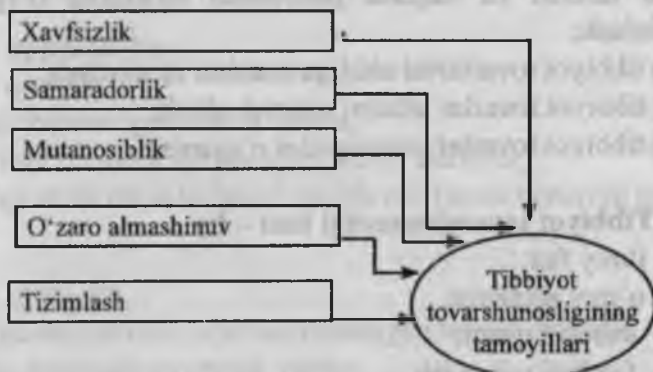 Xavfsizlik
Samaradorlik
Mutanosiblik
O‘zaro almashinuv
Tizimlash
Tibbiyot
tovarshunosligining
tamoyillari